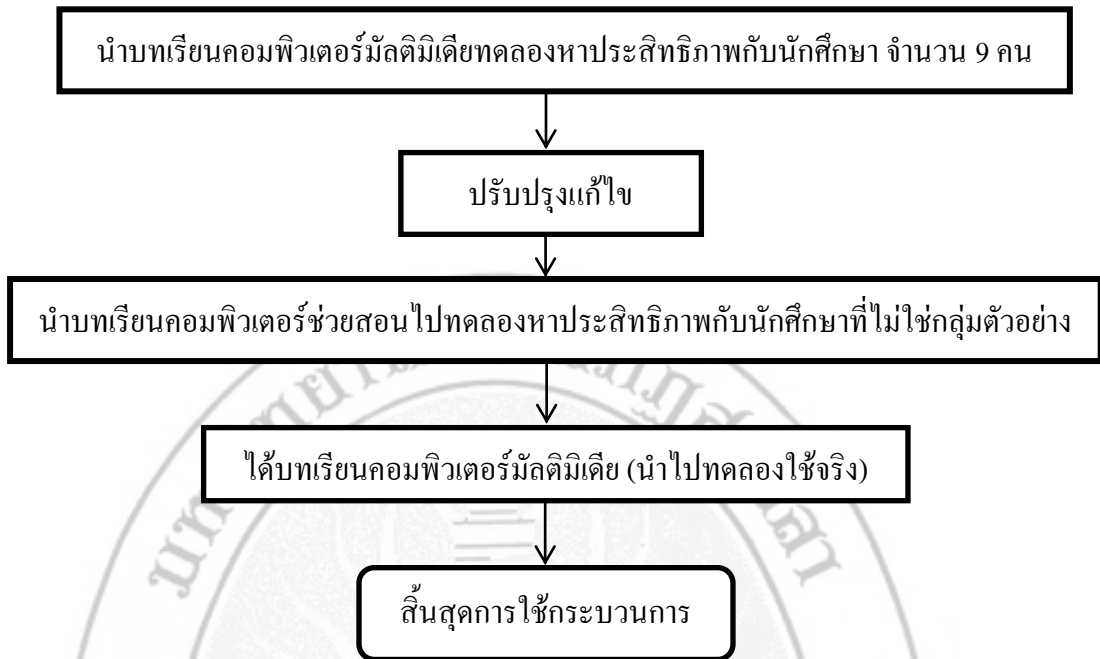 นำบทเรียนคอมพิวเตอร์มัลติมิเดียทดลองหาประสิทธิภาพกับนักศึกษา จำนวน 9 คน
ปรับปรุงแก้ไข
นำบทเรียนคอมพิวเตอร์ช่วยสอนไปทดลองหาประสิทธิภาพกับนักศึกษาที่ไม่ใช่กลุ่มตัวอย่าง
ได้บทเรียนคอมพิวเตอร์มัลติมิเดีย (นำไปทดลองใช้จริง)
สิ้นสุดการใช้กระบวนการ